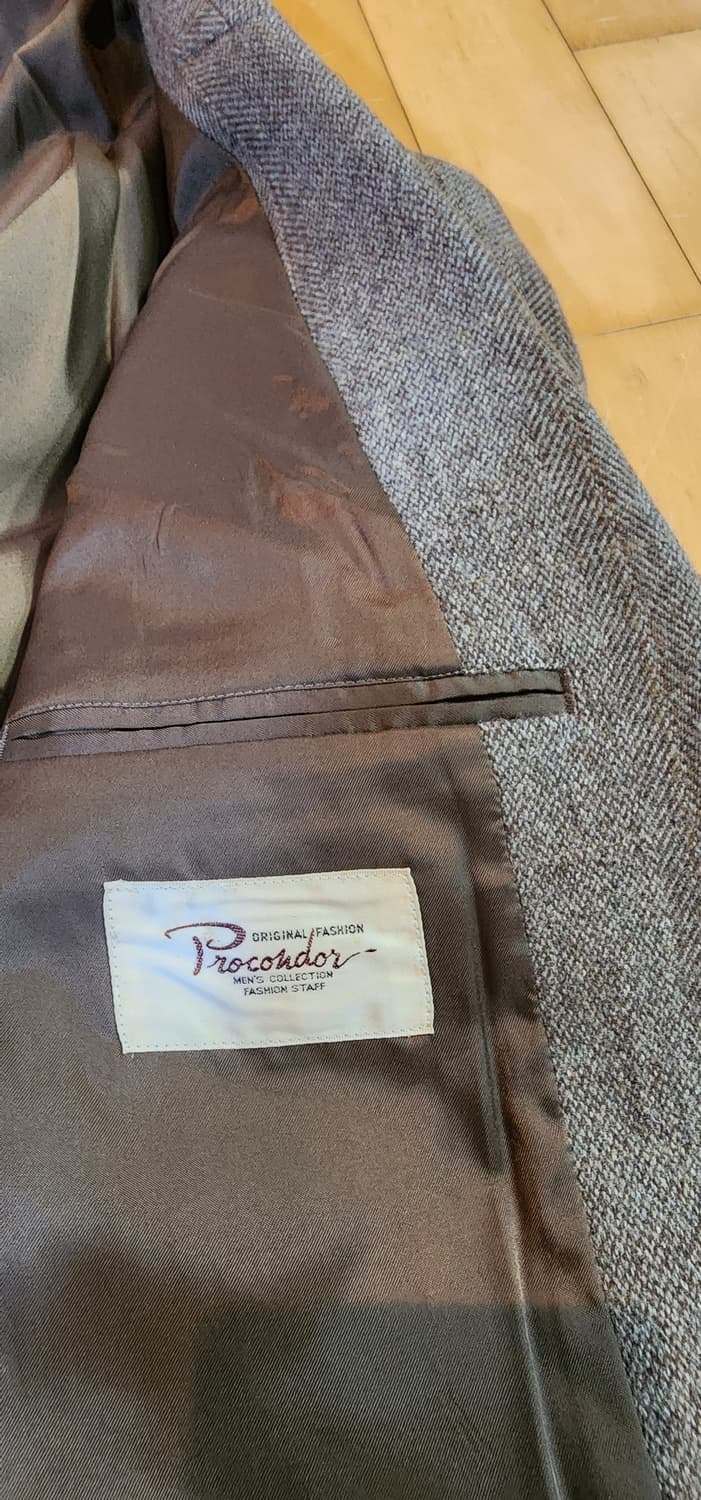 ORIGINAL FASHION
Procondor
MEN'S COLLECTION
FASHION STAFF